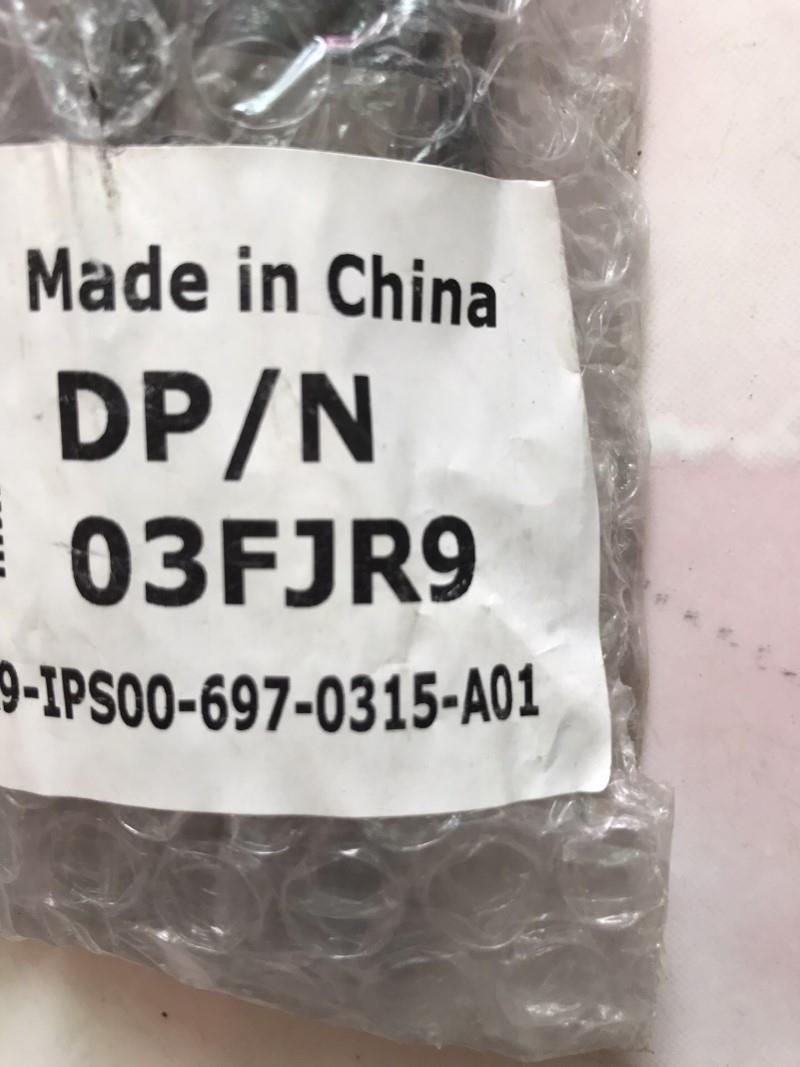 Made in China
DP/N
03FJR9
9-IPS00-697-0315-A01